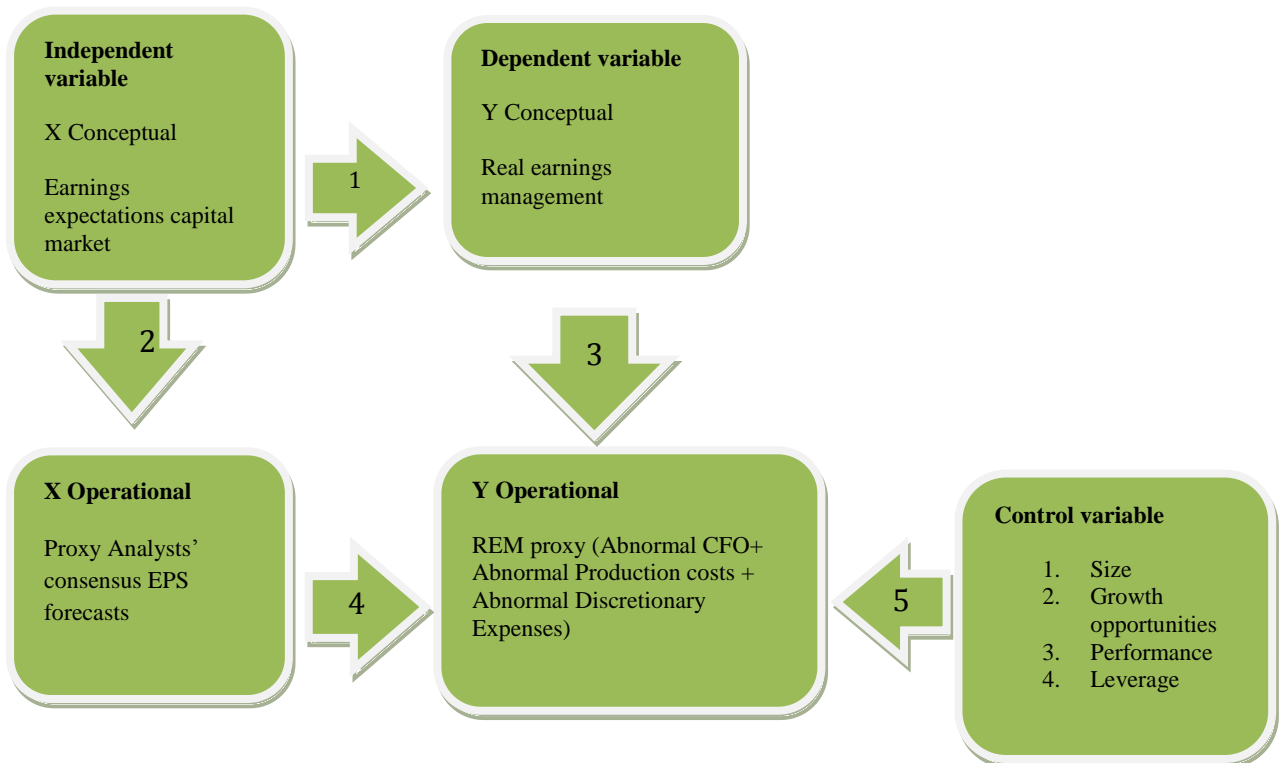 Independent
variable
X Conceptual
Earnings
expectations capital
market
1
Dependent variable
Y Conceptual
Real earnings
management
2
3
X Operational
Proxy Analysts’
consensus EPS
forecasts
4
Y Operational
REM proxy (Abnormal CFO+
Abnormal Production costs +
Abnormal Discretionary
Expenses)
5
Control variable
1. Size
2. Growth
opportunities
3. Performance
4. Leverage